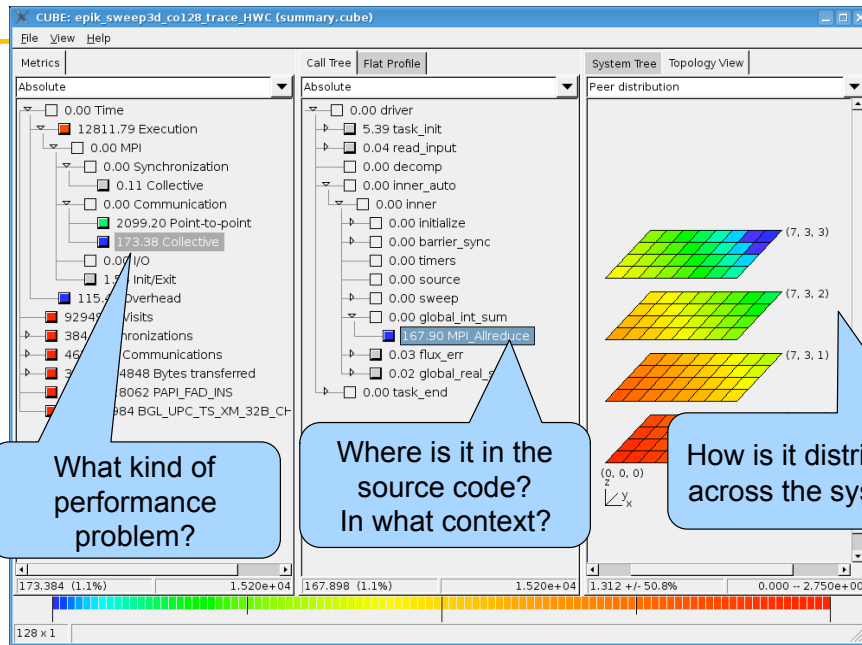 CUBE: epik_sweep3d_co128_trace_HWC (summary.cube)
File View Help
Metrics
Absolute
0.00 Time
12811.79 Execution
0.00 MPI
0.00 Synchronization
0.11 Collective
0.00 Communication
2099.20 Point-to-point
173.38 Collective
0.00 I/O
Init/Exit
Overhead
Visits
Communications
4848 Bytes transferred
8062 PAPI_FAD_INS
984 BGL_UPC_TS_XM_32B_CH
What kind of
performance
problem?
173.384 (1.1%) 1.520e+04
Call Tree Flat Profile
Absolute
0.00 driver
5.39 task_init
0.04 read_input
0.00 decomp
0.00 inner_auto
0.00 inner
0.00 initialize
0.00 barrier_sync
0.00 timers
0.00 source
0.00 sweep
0.00 global_int_sum
167.90 MPI_Allreduce
0.03 flux_err
0.02 global_real_s
0.00 task_end
Where is it in the
source code?
In what context?
167.898 (1.1%) 1.520e+04
System Tree Topology View
Peer distribution
(7, 3, 3)
(7, 3, 2)
(7, 3, 1)
(0, 0, 0)
z
y
x
How is it distri
across the sys
1.312 +/- 50.8% 0.000 -- 2.750e+00
128 x 1